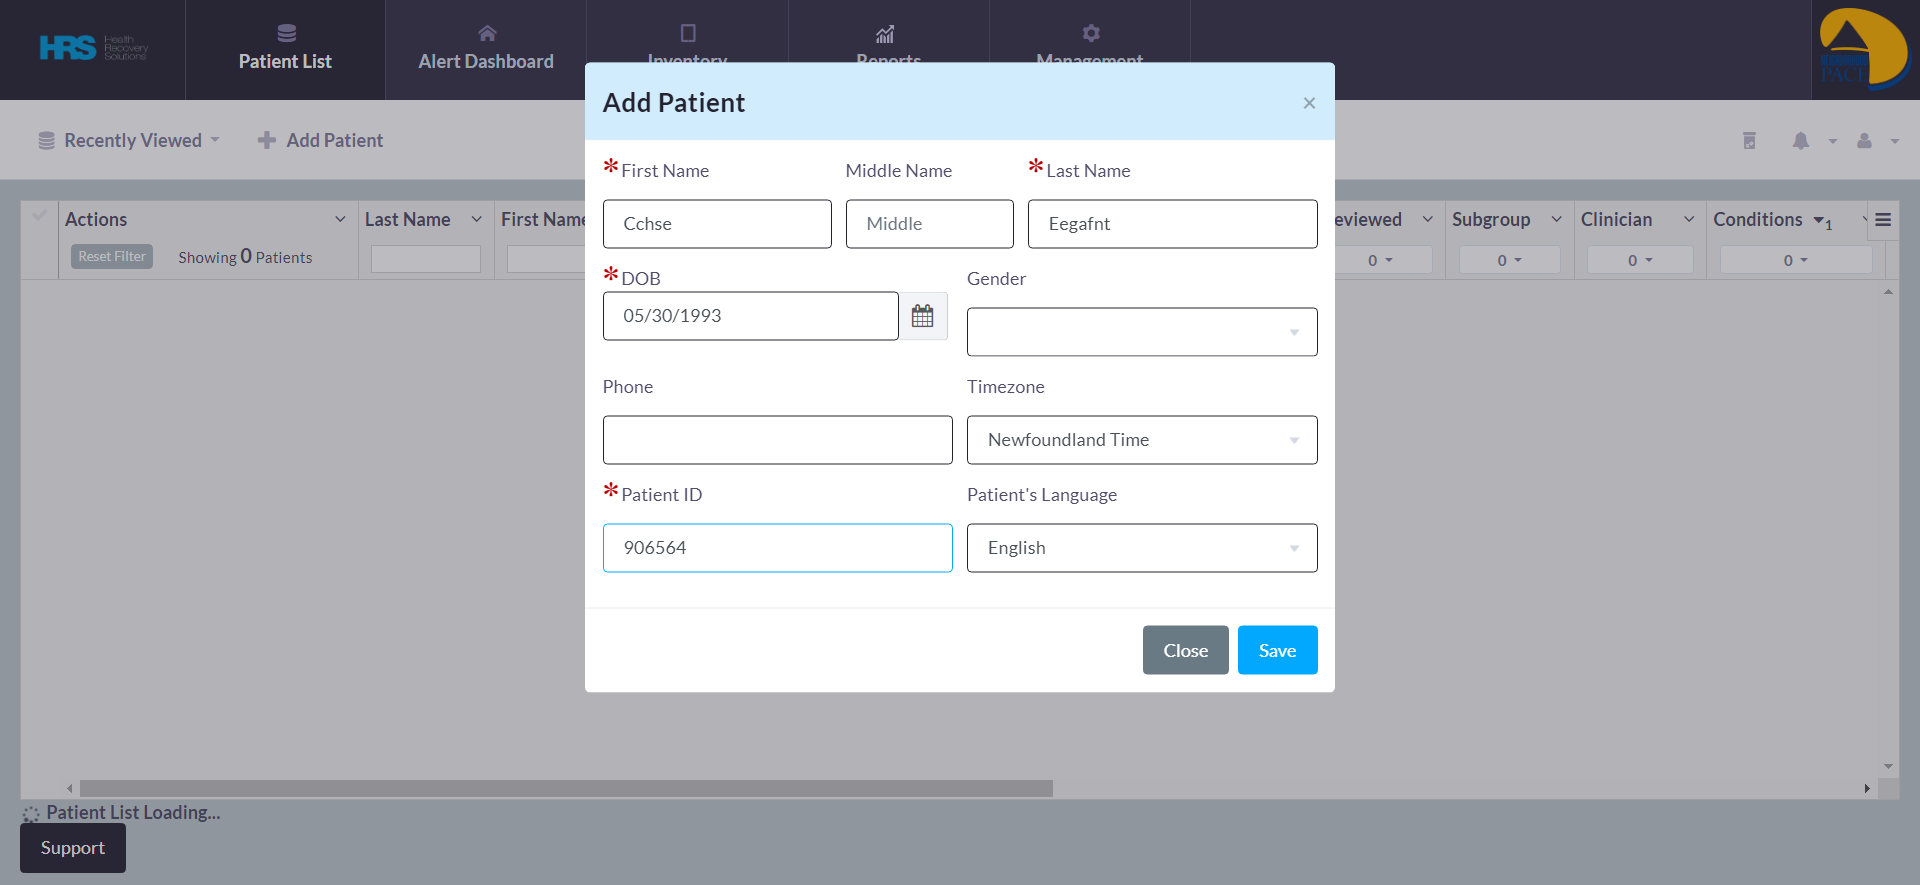 HRS Health Recovery Solutions
Patient List
Alert Dashboard
Inventory
Reports
Management
PACE
Recently Viewed
Add Patient
Add Patient
×
*First Name
Middle Name
*Last Name
Cchse
Middle
Eegafnt
*DOB
Gender
05/30/1993
Phone
Timezone
Newfoundland Time
*Patient ID
Patient's Language
906564
English
Close
Save
Actions
Last Name
First Name
eviewed
Subgroup
Clinician
Conditions
1
Reset Filter
Showing 0 Patients
0
0
0
0
Patient List Loading...
Support